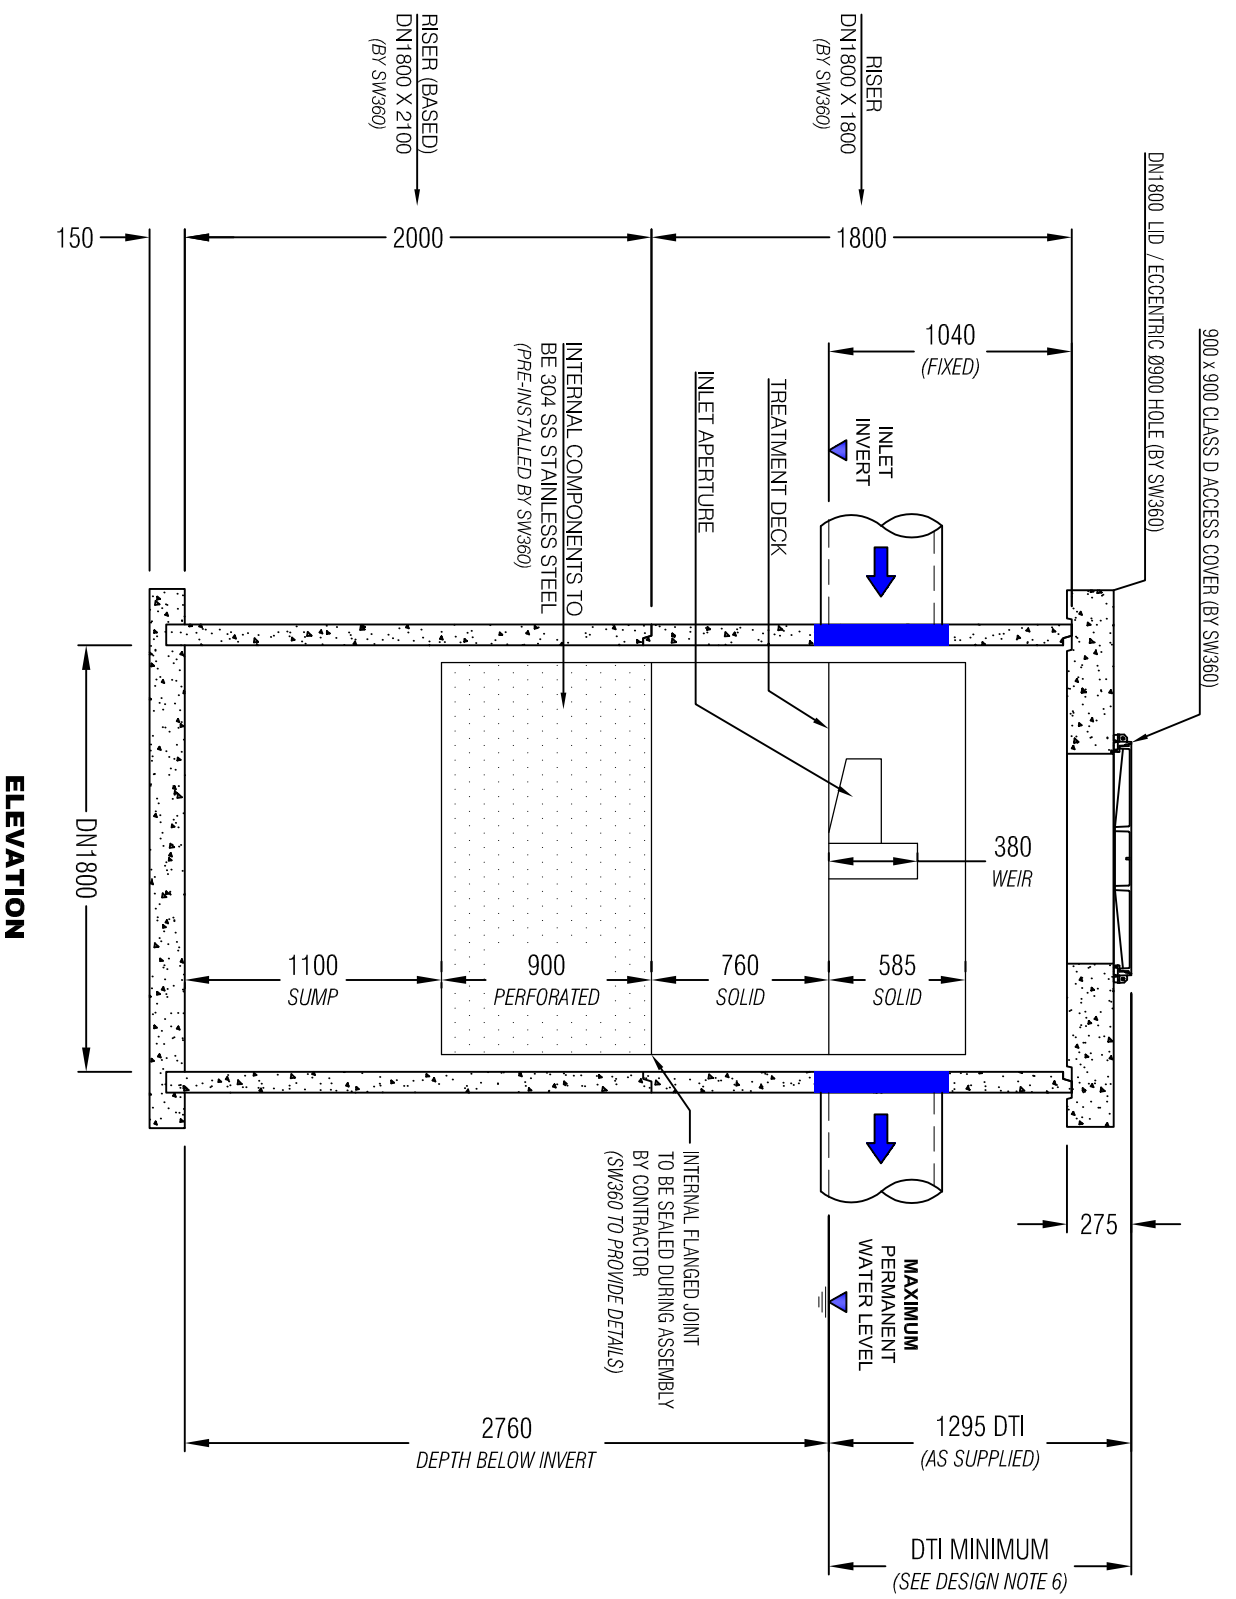 900 x 900 CLASS D ACCESS COVER (BY SW360)
DN1800 LID / ECCENTRIC Ø900 HOLE (BY SW360)
RISER
DN1800 X 1800
(BY SW360)
RISER (BASED)
DN1800 X 2100
(BY SW360)
1800
2000
150
1040
(FIXED)
INLET
INVERT
TREATMENT DECK
INLET APERTURE
INTERNAL COMPONENTS TO
BE 304 SS STAINLESS STEEL
(PRE-INSTALLED BY SW360)
380
WEIR
585
SOLID
760
SOLID
900
PERFORATED
1100
SUMP
DN1800
275
MAXIMUM
PERMANENT
WATER LEVEL
INTERNAL FLANGED JOINT
TO BE SEALED DURING ASSEMBLY
BY CONTRACTOR
(SW360 TO PROVIDE DETAILS)
1295 DTI
(AS SUPPLIED)
2760
DEPTH BELOW INVERT
DTI MINIMUM
(SEE DESIGN NOTE 6)
ELEVATION